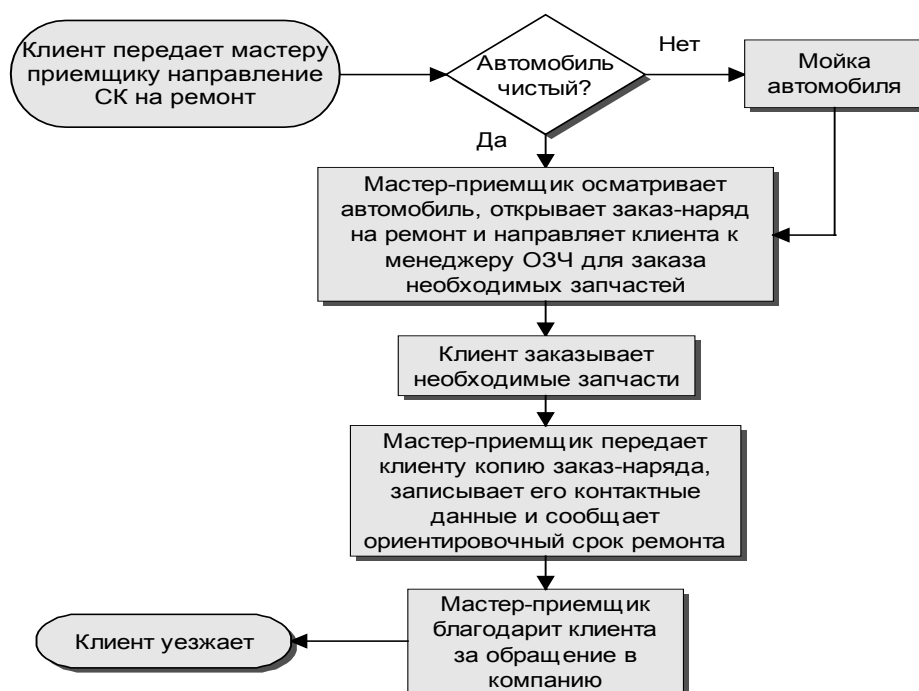 Клиент передает мастеру
приемщику направление
СК на ремонт
Автомобиль
чистый?
Нет
Мойка
автомобиля
Да
Мастер-приемщик осматривает
автомобиль, открывает заказ-наряд
на ремонт и направляет клиента к
менеджеру ОЗЧ для заказа
необходимых запчастей
Клиент заказывает
необходимые запчасти
Мастер-приемщик передает
клиенту копию заказ-наряда,
записывает его контактные
данные и сообщает
ориентировочный срок ремонта
Мастер-приемщик
благодарит клиента
за обращение в
компанию
Клиент уезжает